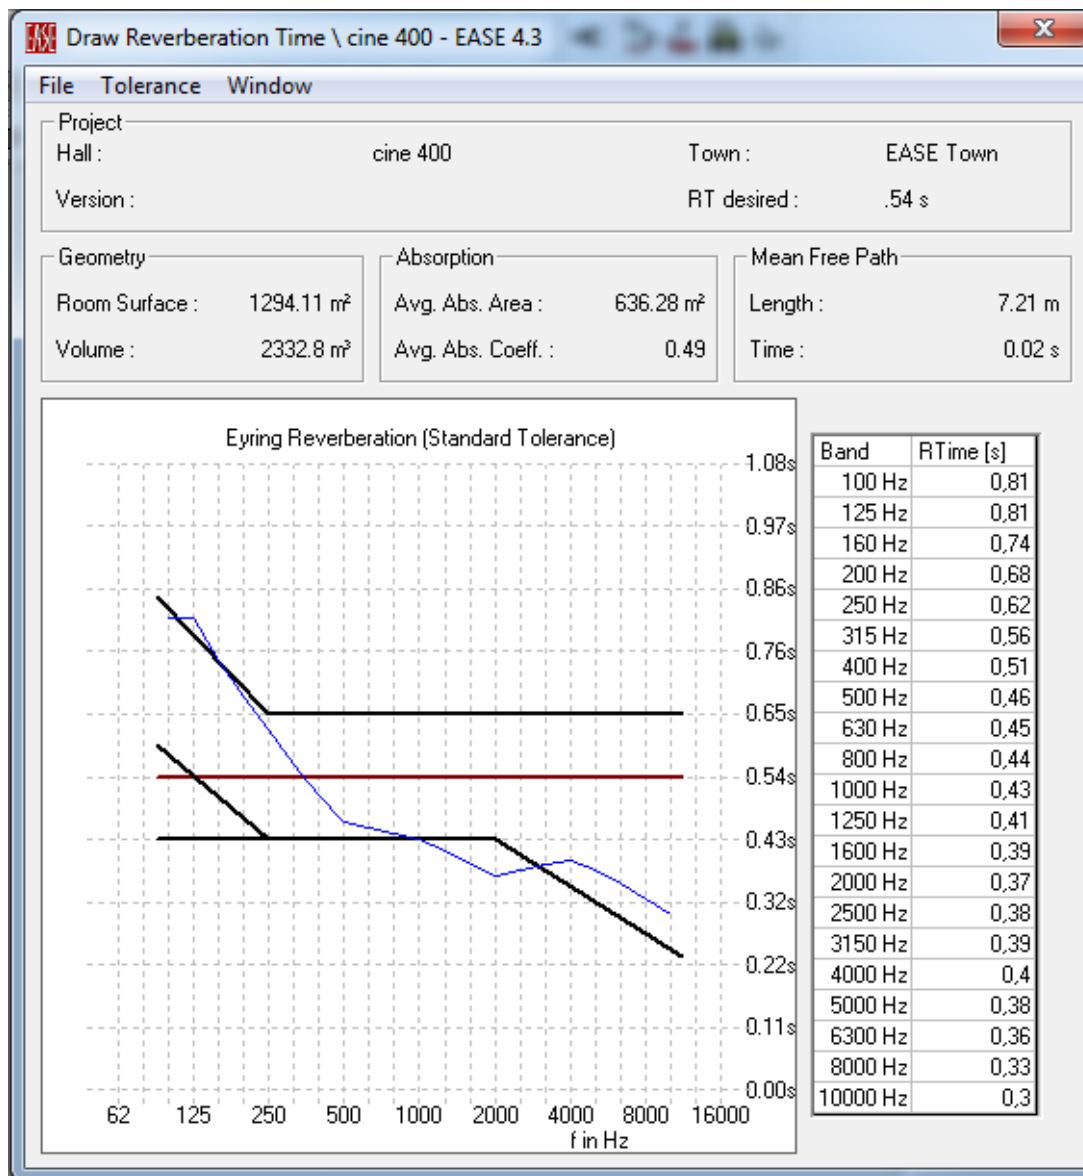 EASE Draw Reverberation Time \ cine 400 - EASE 4.3
File Tolerance Window
Project
Hall : cine 400 Town : EASE Town
Version : RT desired : .54 s
Geometry Absorption Mean Free Path
Room Surface : 1294.11 m² Avg. Abs. Area : 636.28 m² Length : 7.21 m
Volume : 2332.8 m³ Avg. Abs. Coeff. : 0.49 Time : 0.02 s
Eyring Reverberation (Standard Tolerance)
1.08s
0.97s
0.86s
0.76s
0.65s
0.54s
0.43s
0.32s
0.22s
0.11s
0.00s
62 125 250 500 1000 2000 4000 8000 16000
f in Hz
Band RTime [s]
100 Hz 0,81
125 Hz 0,81
160 Hz 0,74
200 Hz 0,68
250 Hz 0,62
315 Hz 0,56
400 Hz 0,51
500 Hz 0,46
630 Hz 0,45
800 Hz 0,44
1000 Hz 0,43
1250 Hz 0,41
1600 Hz 0,39
2000 Hz 0,37
2500 Hz 0,38
3150 Hz 0,39
4000 Hz 0,4
5000 Hz 0,38
6300 Hz 0,36
8000 Hz 0,33
10000 Hz 0,3